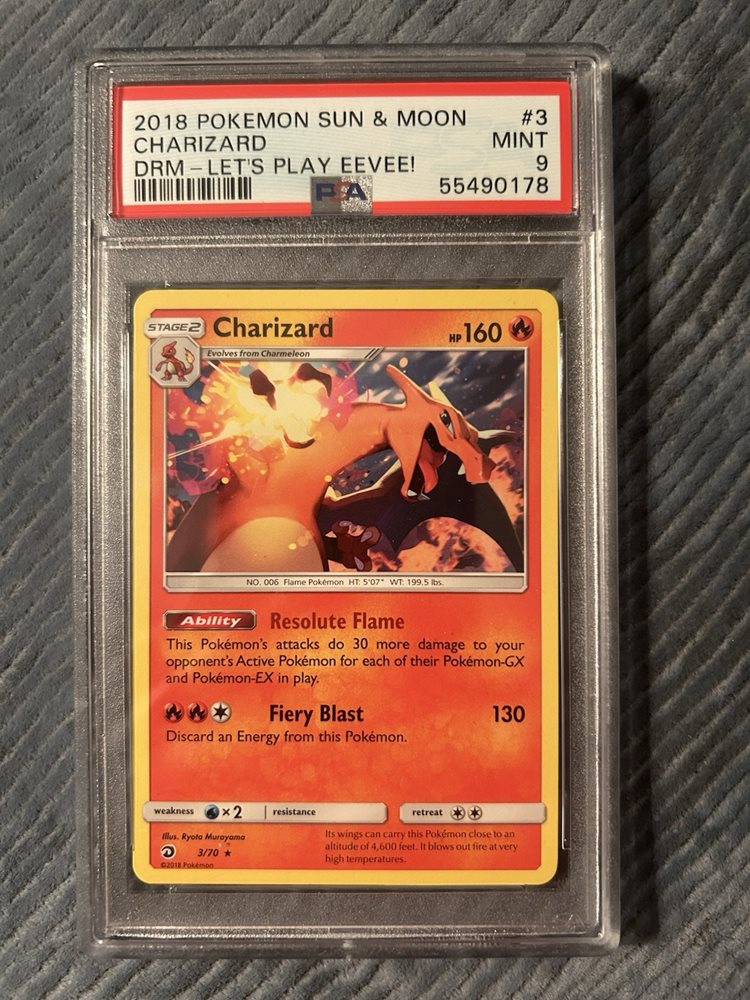 2018 POKEMON SUN & MOON #3
CHARIZARD MINT
DRM – LET'S PLAY EEVEE! 9
PSA 55490178
STAGE2 Charizard HP 160
Evolves from Charmeleon
NO. 006 Flame Pokémon HT: 5'07" WT: 199.5 lbs.
Ability Resolute Flame
This Pokémon's attacks do 30 more damage to your
opponent's Active Pokémon for each of their Pokémon-GX
and Pokémon-EX in play.
Fiery Blast 130
Discard an Energy from this Pokémon.
weakness ×2 resistance retreat
Illus. Ryota Murayama
3/70 ★
©2018 Pokémon
Its wings can carry this Pokémon close to an
altitude of 4,600 feet. It blows out fire at very
high temperatures.